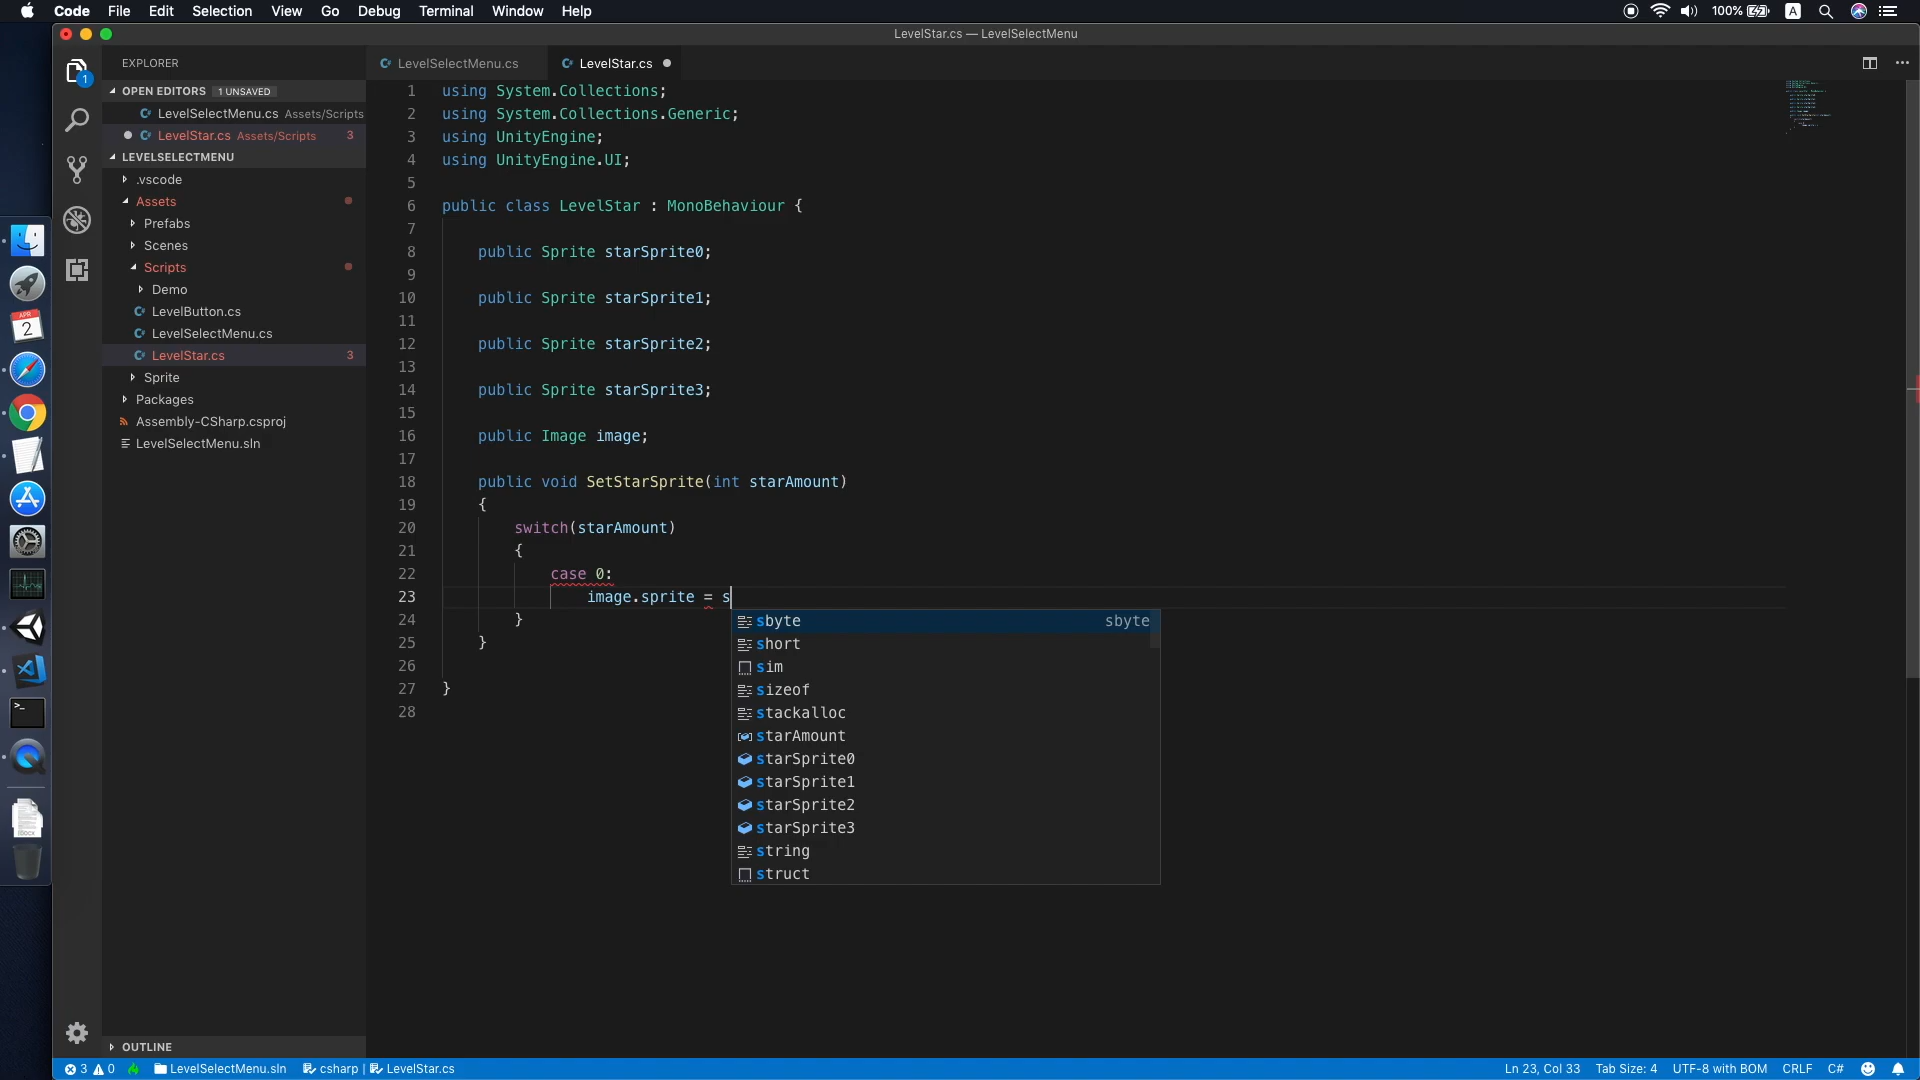 Code File Edit Selection View Go Debug Terminal Window Help
100% A
LevelStar.cs — LevelSelectMenu
EXPLORER
LevelSelectMenu.cs LevelStar.cs
OPEN EDITORS 1 UNSAVED
LevelSelectMenu.cs Assets/Scripts
LevelStar.cs Assets/Scripts 3
LEVELSELECTMENU
.vscode
Assets
Prefabs
Scenes
Scripts
Demo
LevelButton.cs
LevelSelectMenu.cs
LevelStar.cs 3
Sprite
Packages
Assembly-CSharp.csproj
LevelSelectMenu.sln
OUTLINE
1
APR
2
DOCX
1 using System.Collections;
2 using System.Collections.Generic;
3 using UnityEngine;
4 using UnityEngine.UI;
5
6 public class LevelStar : MonoBehaviour {
7
8 public Sprite starSprite0;
9
10 public Sprite starSprite1;
11
12 public Sprite starSprite2;
13
14 public Sprite starSprite3;
15
16 public Image image;
17
18 public void SetStarSprite(int starAmount)
19 {
20 switch(starAmount)
21 {
22 case 0:
23 image.sprite = s
24 }
25 }
26
27 }
28
sbyte sbyte
short
sim
sizeof
stackalloc
starAmount
starSprite0
starSprite1
starSprite2
starSprite3
string
struct
3 0 LevelSelectMenu.sln csharp | LevelStar.cs Ln 23, Col 33 Tab Size: 4 UTF-8 with BOM CRLF C#